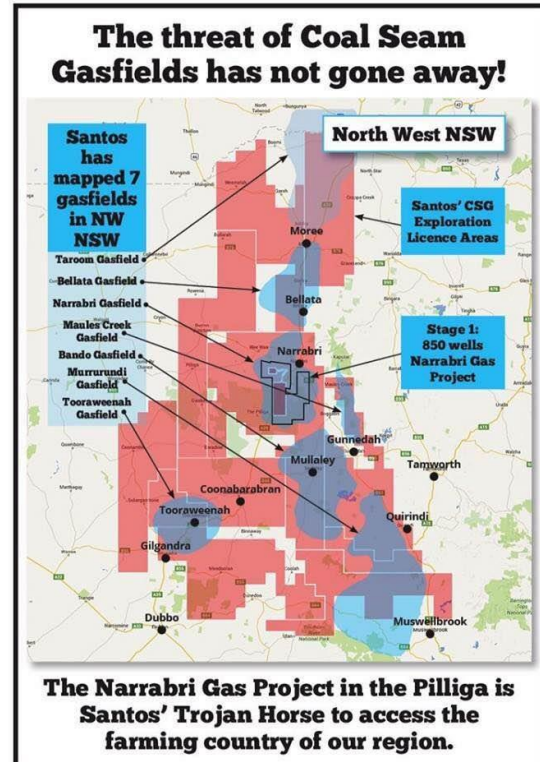 The threat of Coal Seam
Gasfields has not gone away!
Santos
has
mapped 7
gasfields
in NW
NSW
North West NSW
Santos' CSG
Exploration
Licence Areas
Taroom Gasfield
Bellata Gasfield
Narrabri Gasfield
Maules Creek
Gasfield
Bando Gasfield
Murrurundi
Gasfield
Tooraweenah
Gasfield
Stage 1:
850 wells
Narrabri Gas
Project
Moree
Bellata
Narrabri
Gunnedah
Mullaley
Tamworth
Coonabarabran
Tooraweenah
Quirindi
Gilgandra
Dubbo
Muswellbrook
The Narrabri Gas Project in the Pilliga is
Santos' Trojan Horse to access the
farming country of our region.